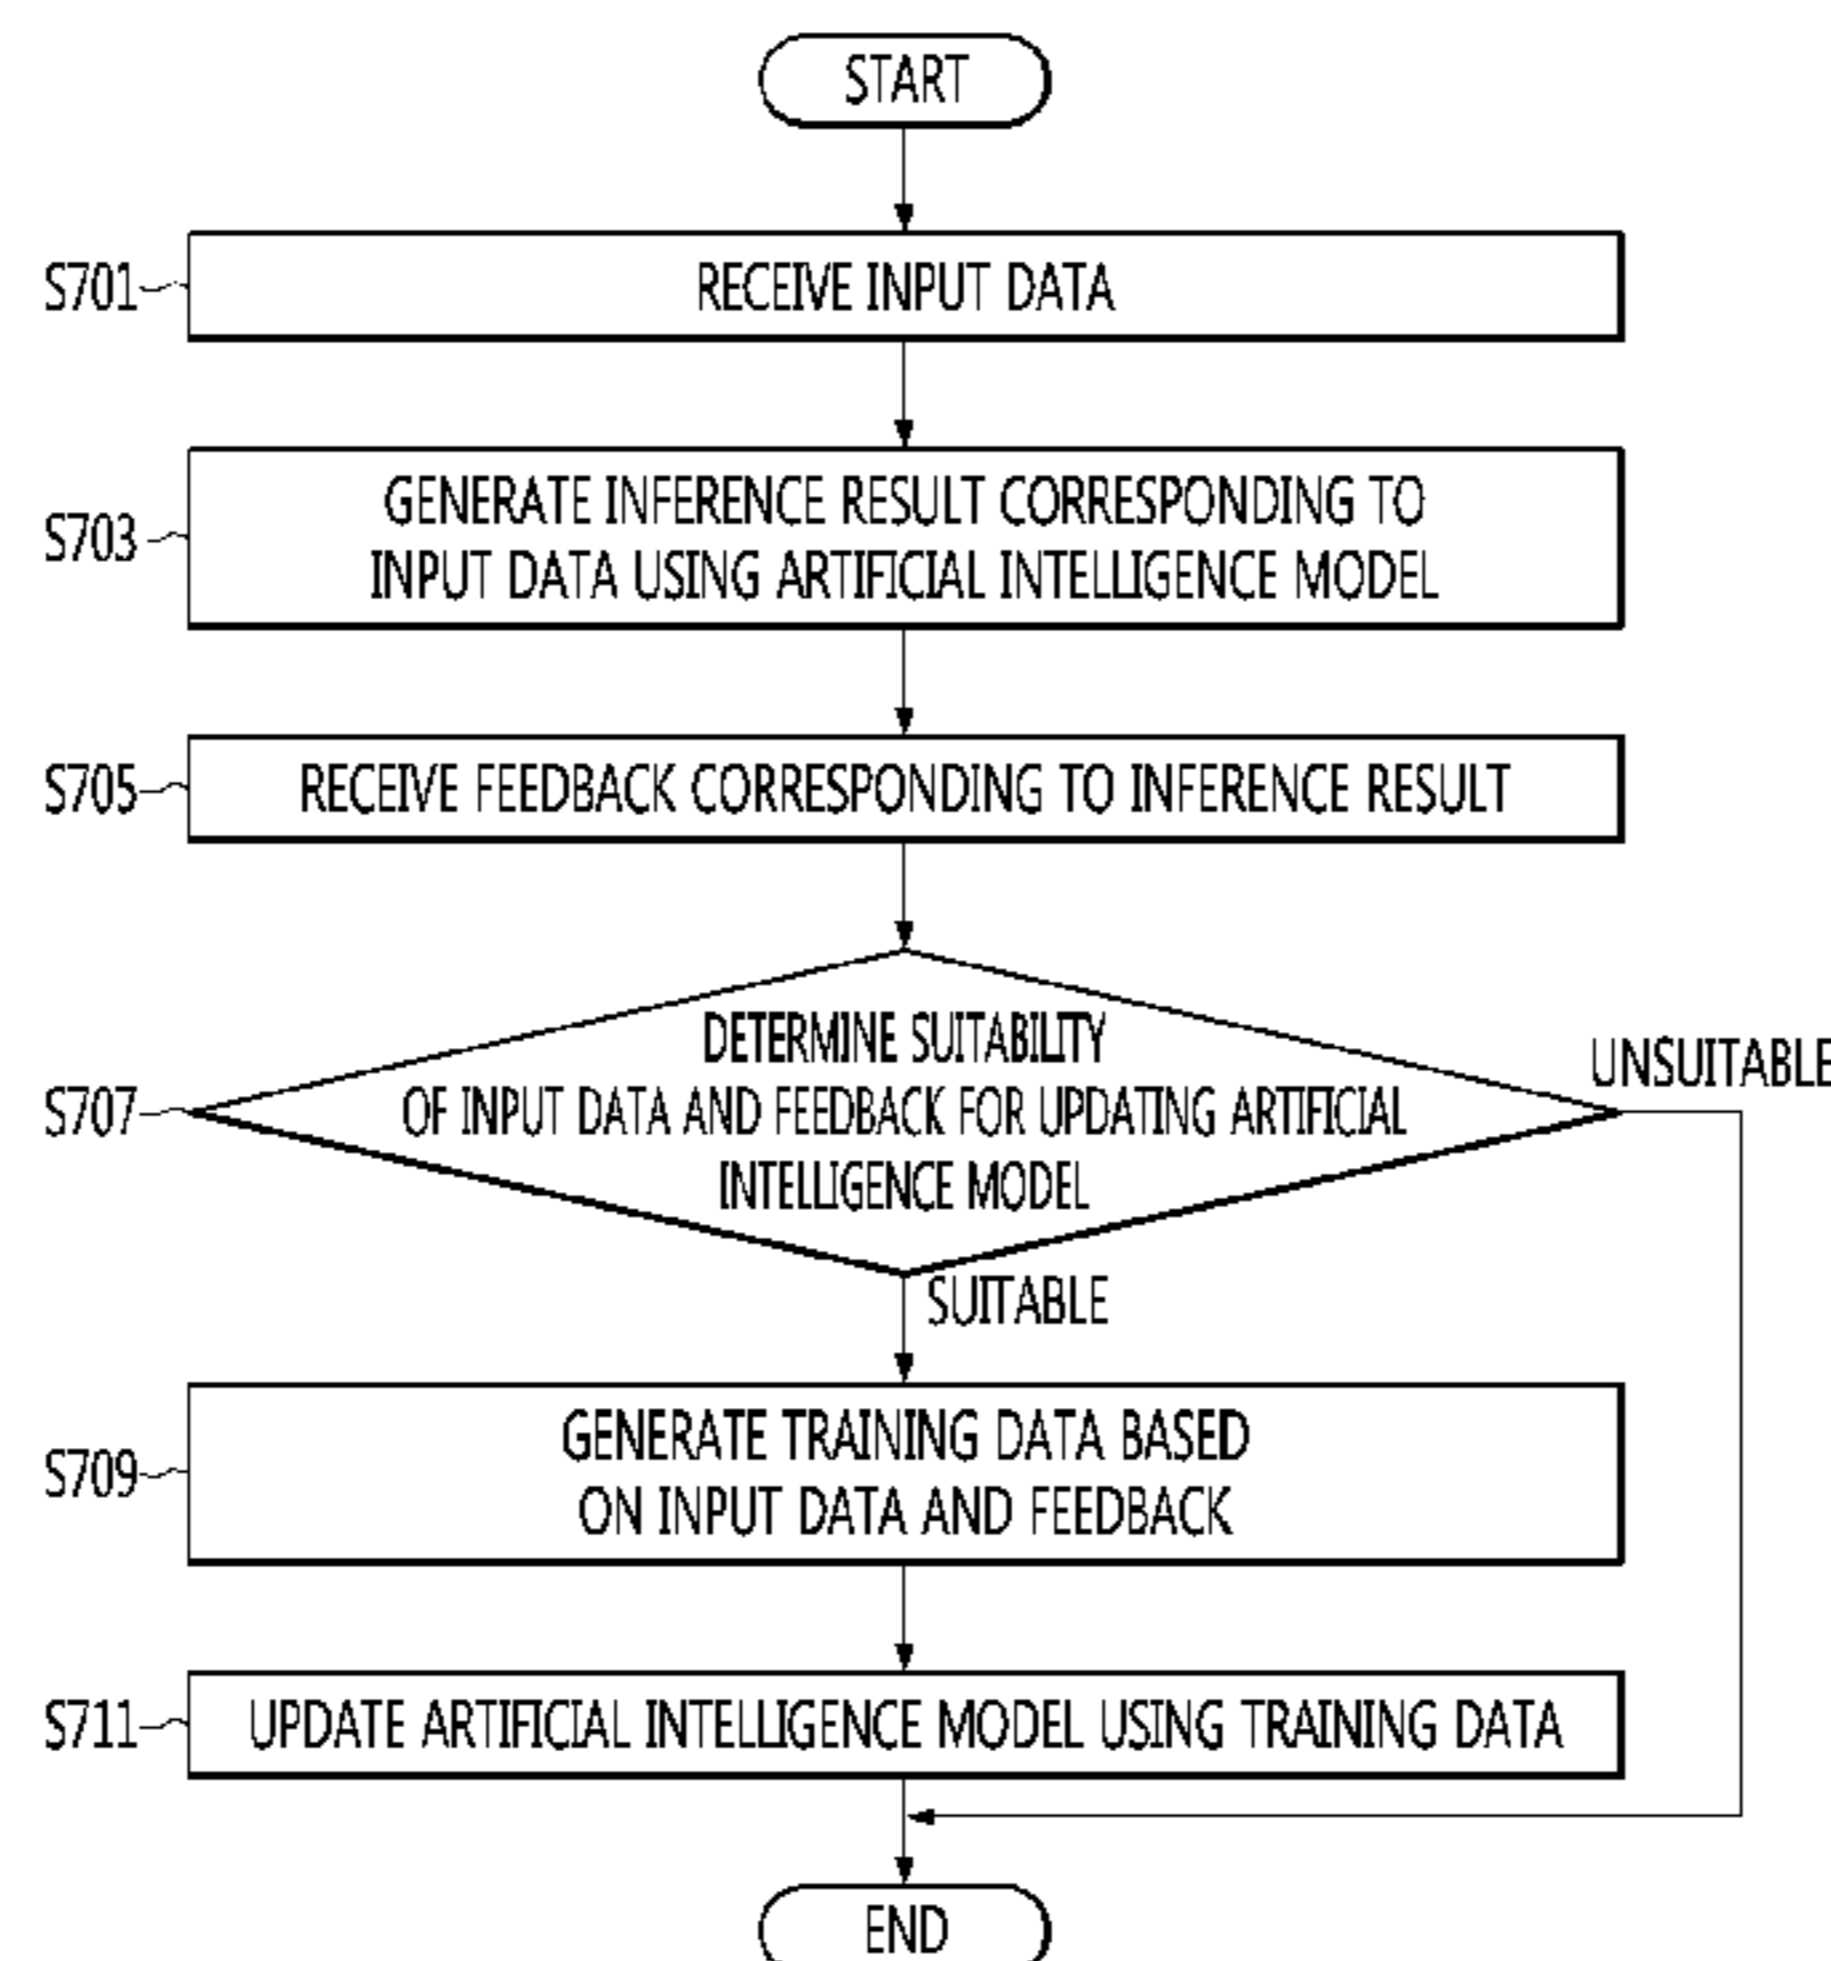 START
S701
RECEIVE INPUT DATA
S703
GENERATE INFERENCE RESULT CORRESPONDING TO
INPUT DATA USING ARTIFICIAL INTELLIGENCE MODEL
S705
RECEIVE FEEDBACK CORRESPONDING TO INFERENCE RESULT
S707
DETERMINE SUITABILITY
OF INPUT DATA AND FEEDBACK FOR UPDATING ARTIFICIAL
INTELLIGENCE MODEL
UNSUITABLE
SUITABLE
S709
GENERATE TRAINING DATA BASED
ON INPUT DATA AND FEEDBACK
S711
UPDATE ARTIFICIAL INTELLIGENCE MODEL USING TRAINING DATA
END